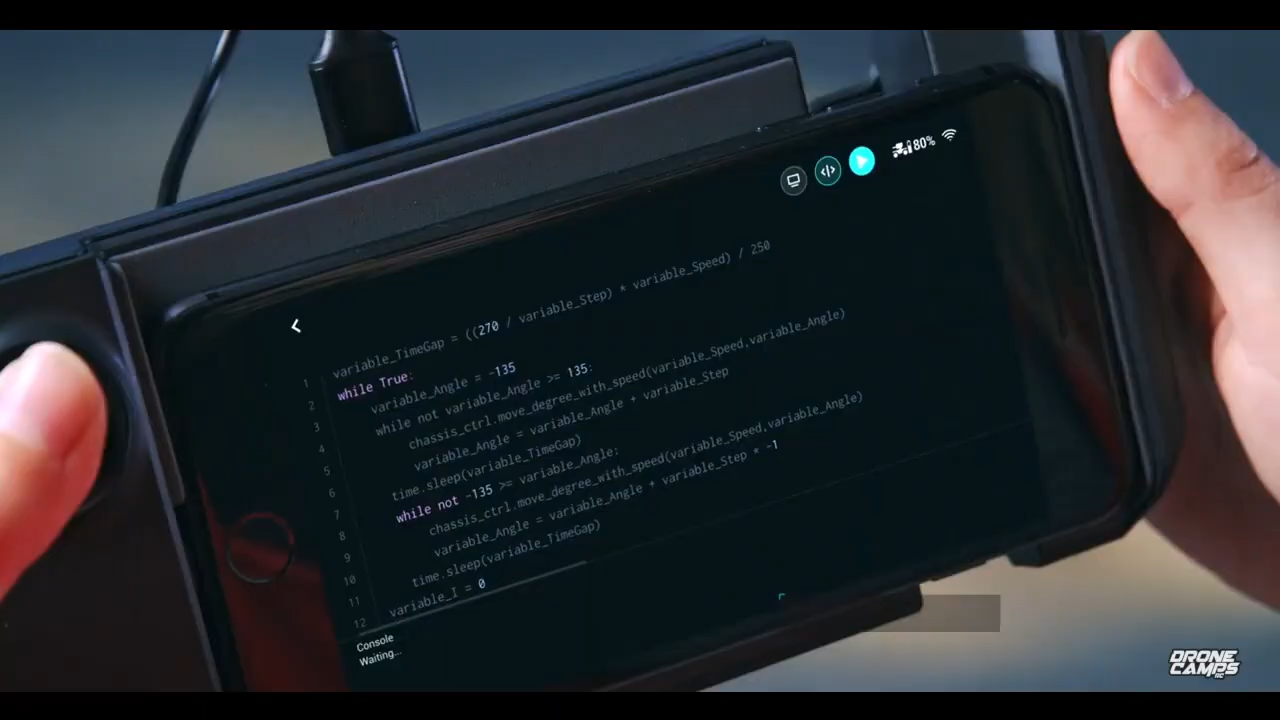 80%
variable_TimeGap = ((270 / variable_Step) * variable_Speed) / 250
1
while True:
2
variable_Angle = -135
3
while not variable_Angle >= 135:
4
chassis_ctrl.move_degree_with_speed(variable_Speed,variable_Angle)
5
variable_Angle = variable_Angle + variable_Step
6
time.sleep(variable_TimeGap)
7
while not -135 >= variable_Angle:
8
chassis_ctrl.move_degree_with_speed(variable_Speed,variable_Angle)
9
variable_Angle = variable_Angle + variable_Step * -1
10
time.sleep(variable_TimeGap)
11
variable_I = 0
12
Console
Waiting...
DRONE
CAMPS
RC